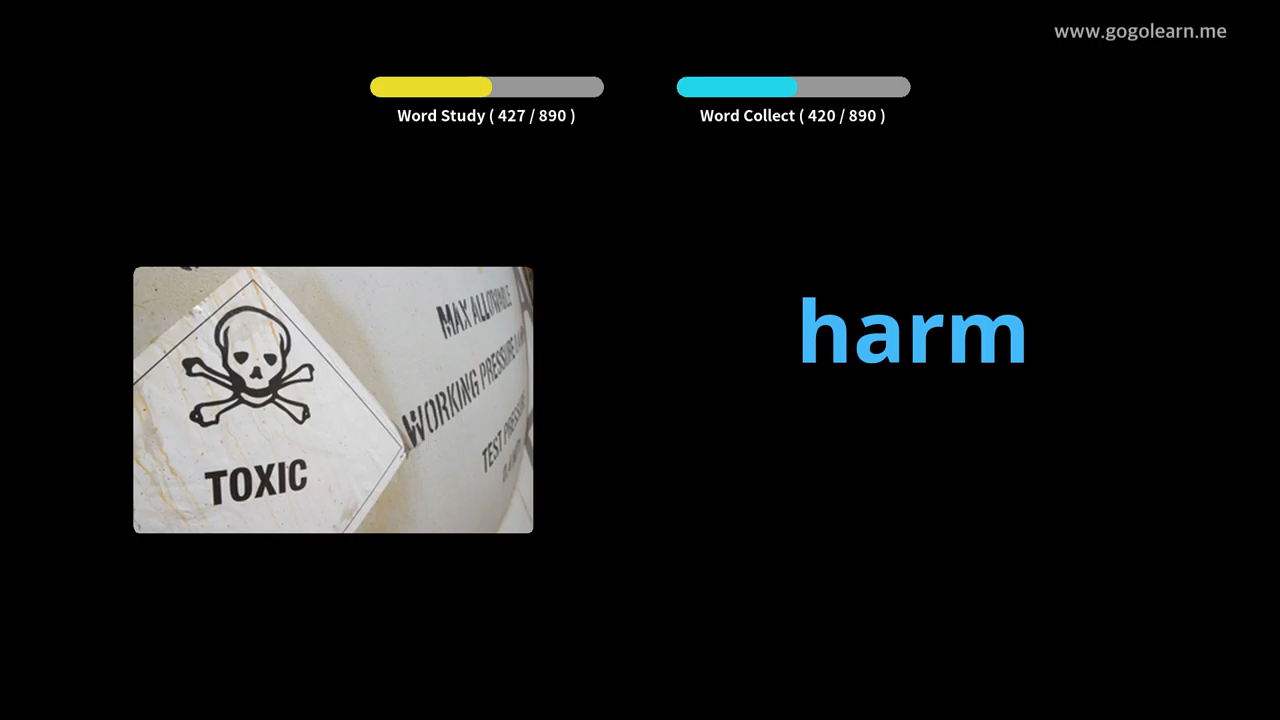 www.gogolearn.me
Word Study ( 427 / 890 )
Word Collect ( 420 / 890 )
harm
MAX ALLOWABLE
WORKING PRESSURE
TEST PRESSURE
TOXIC